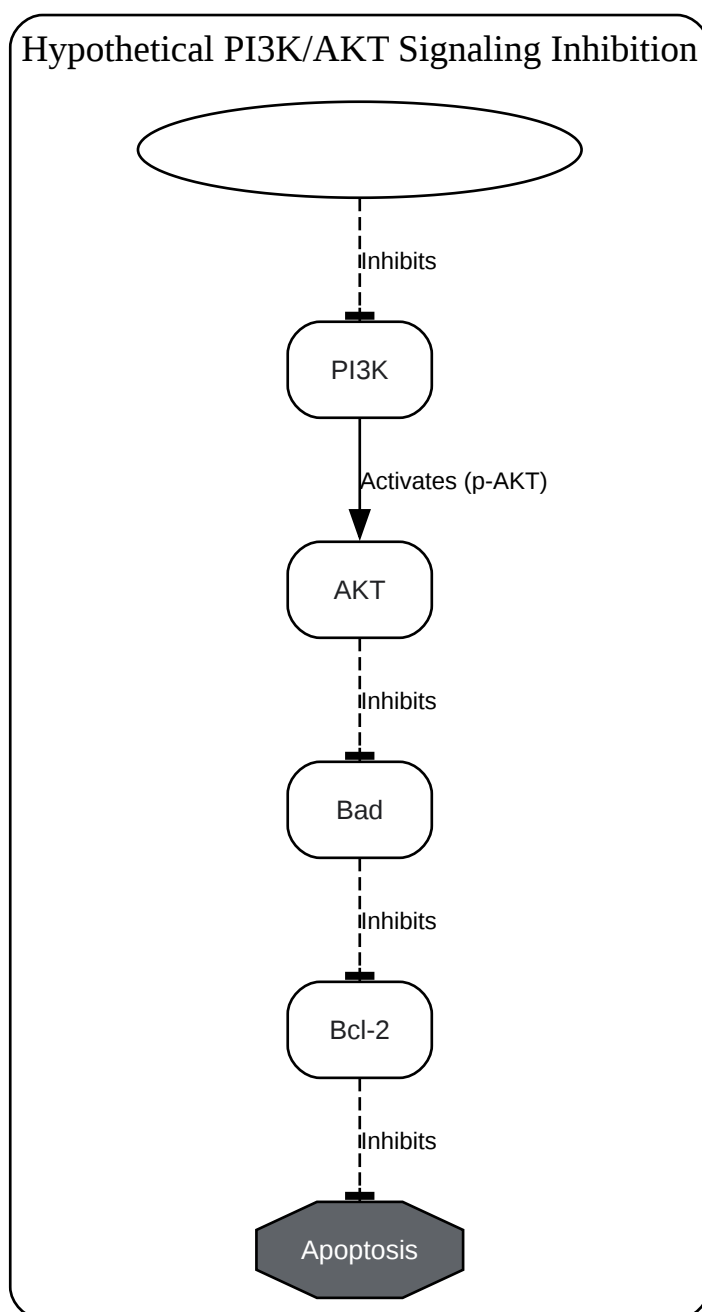 Hypothetical PI3K/AKT Signaling Inhibition
Inhibits
PI3K
Activates (p-AKT)
AKT
Inhibits
Bad
Inhibits
Bcl-2
Inhibits
Apoptosis